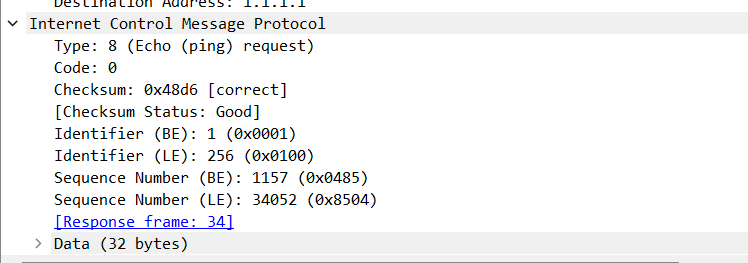 Destination Address: 1.1.1.1
Internet Control Message Protocol
Type: 8 (Echo (ping) request)
Code: 0
Checksum: 0x48d6 [correct]
[Checksum Status: Good]
Identifier (BE): 1 (0x0001)
Identifier (LE): 256 (0x0100)
Sequence Number (BE): 1157 (0x0485)
Sequence Number (LE): 34052 (0x8504)
[Response frame: 34]
Data (32 bytes)